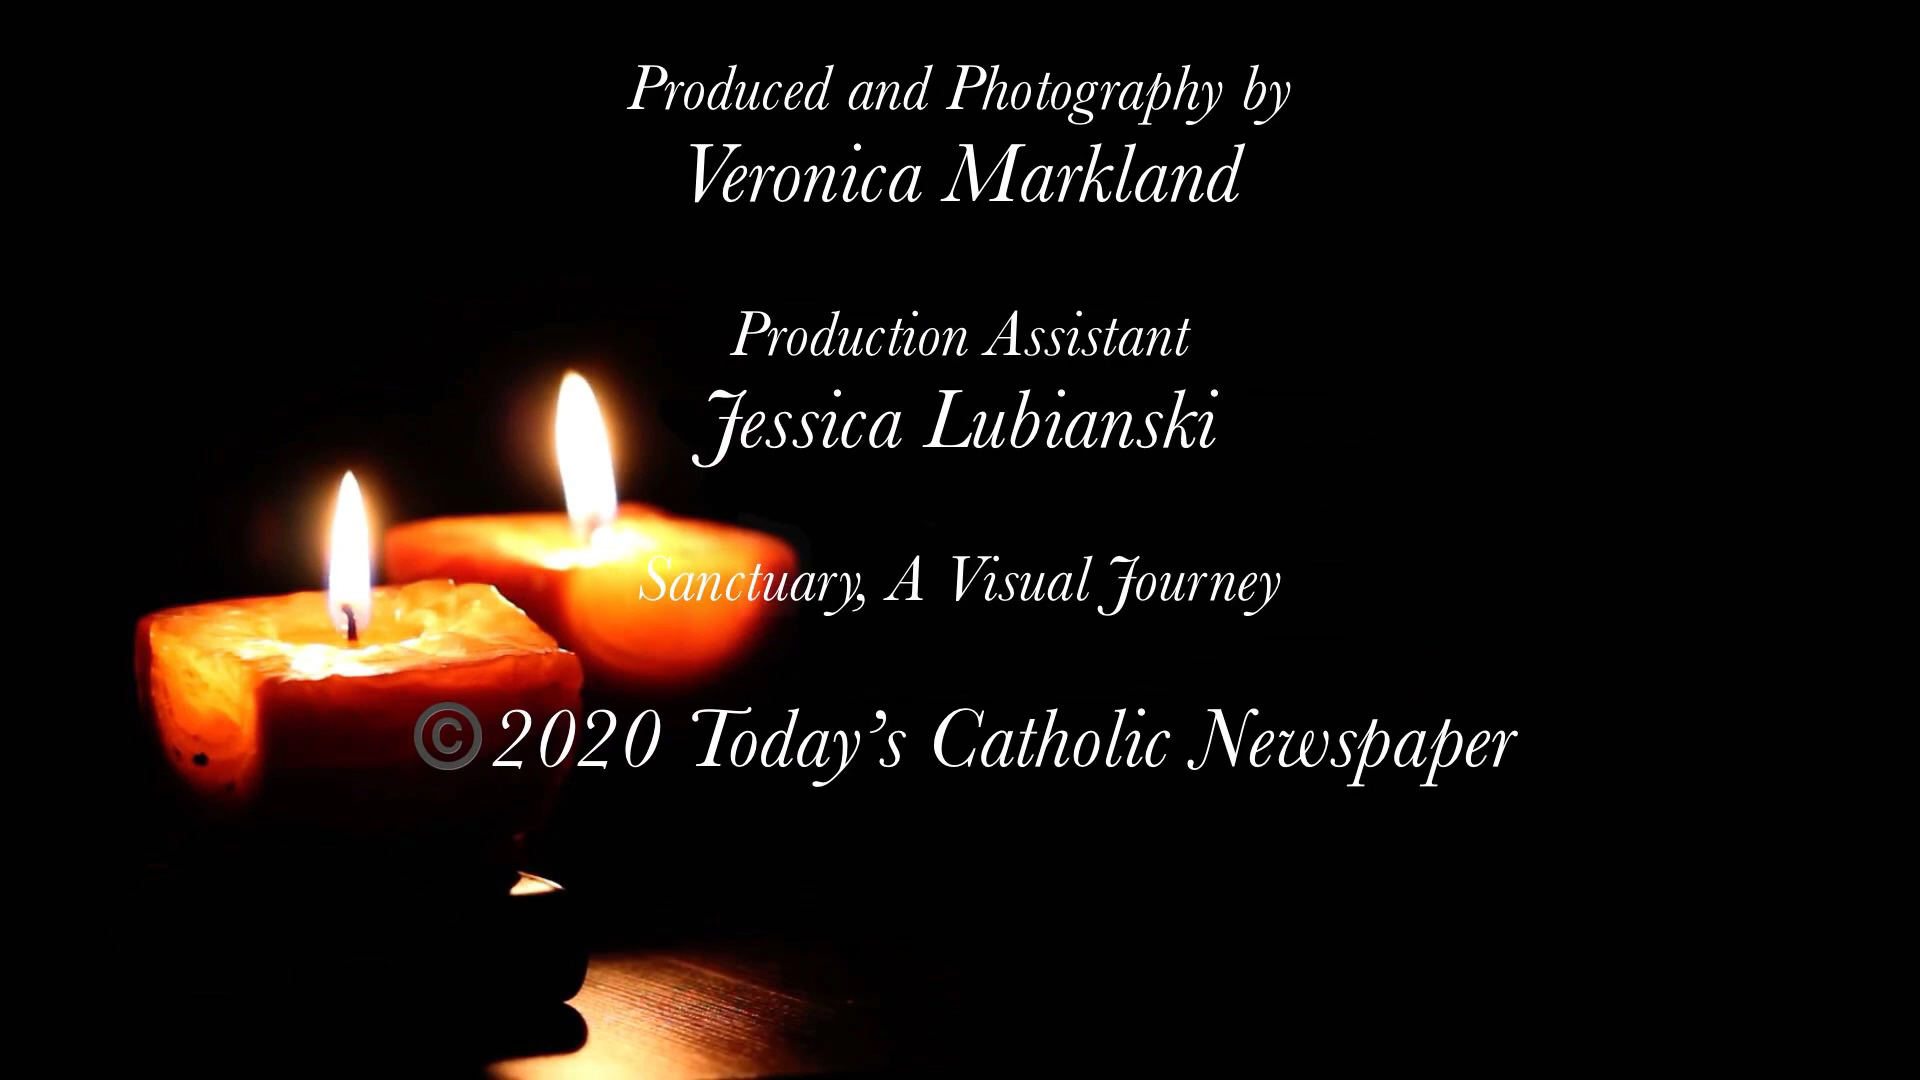 Produced and Photography by
Veronica Markland
Production Assistant
Jessica Lubianski
Sanctuary, A Visual Journey
©2020 Today’s Catholic Newspaper